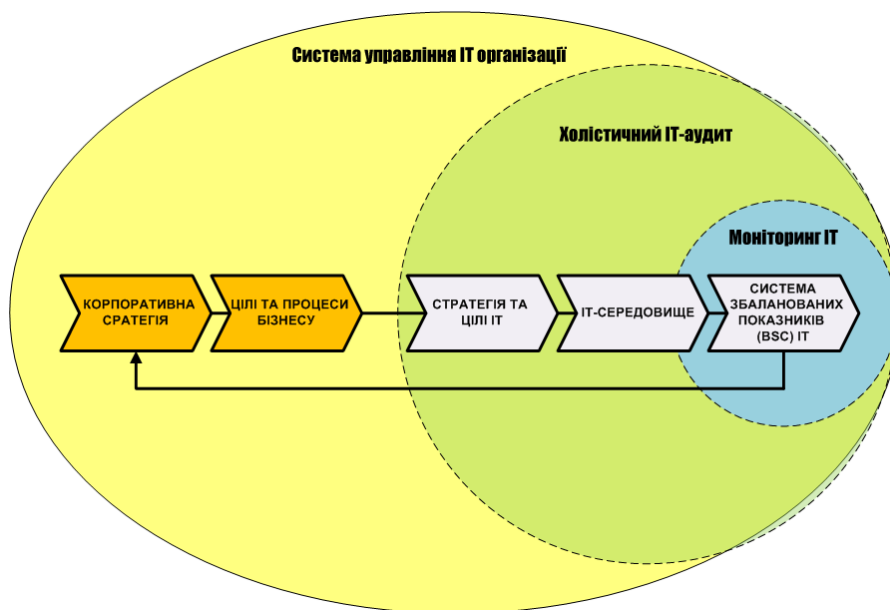 Система управління ІТ організації
Холістичний ІТ-аудит
Моніторинг ІТ
КОРПОРАТИВНА
СРАТЕГІЯ
ЦІЛІ ТА ПРОЦЕСИ
БІЗНЕСУ
СТРАТЕГІЯ ТА
ЦІЛІ ІТ
ІТ-СЕРЕДОВИЩЕ
СИСТЕМА
ЗБАЛАНОВАНИХ
ПОКАЗНИКІВ
(BSC) ІТ